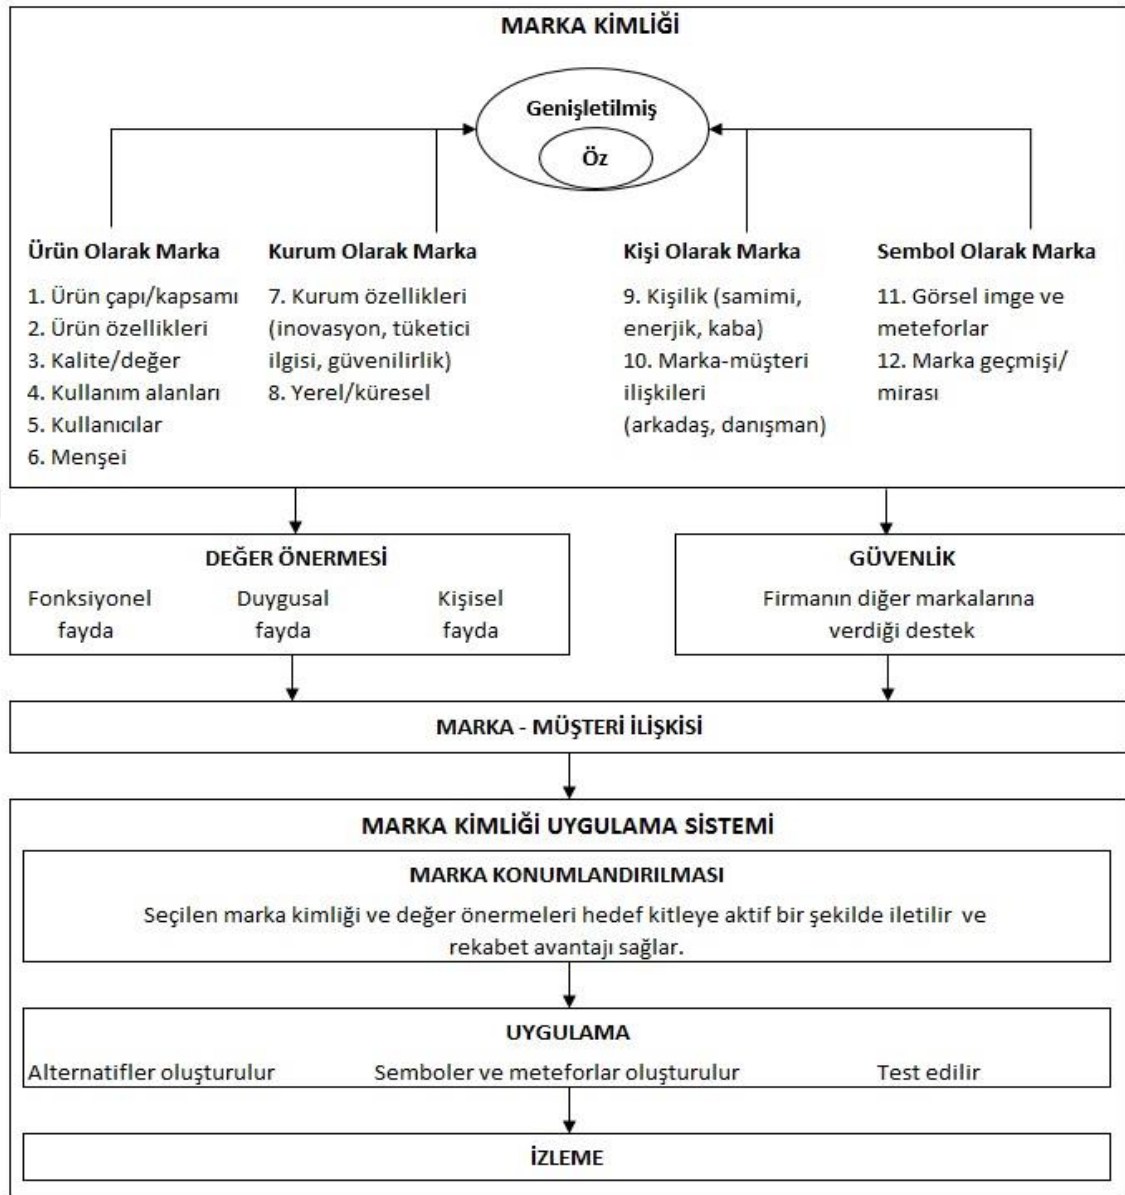 MARKA KİMLİĞİ
Genişletilmiş
Öz
Ürün Olarak Marka
1. Ürün çapı/kapsamı
2. Ürün özellikleri
3. Kalite/değer
4. Kullanım alanları
5. Kullanıcılar
6. Menşei
Kurum Olarak Marka
7. Kurum özellikleri
(inovasyon, tüketici
ilgisi, güvenilirlik)
8. Yerel/küresel
Kişi Olarak Marka
9. Kişilik (samimi,
enerjik, kaba)
10. Marka-müşteri
ilişkileri
(arkadaş, danışman)
Sembol Olarak Marka
11. Görsel imge ve
meteforlar
12. Marka geçmişi/
mirası
DEĞER ÖNERMESİ
Fonksiyonel
fayda
Duygusal
fayda
Kişisel
fayda
GÜVENLİK
Firmanın diğer markalarına
verdiği destek
MARKA - MÜŞTERİ İLİŞKİSİ
MARKA KİMLİĞİ UYGULAMA SİSTEMİ
MARKA KONUMLANDIRILMASI
Seçilen marka kimliği ve değer önermeleri hedef kitleye aktif bir şekilde iletilir ve
rekabet avantajı sağlar.
UYGULAMA
Alternatifler oluşturulur
Semboler ve meteforlar oluşturulur
Test edilir
İZLEME